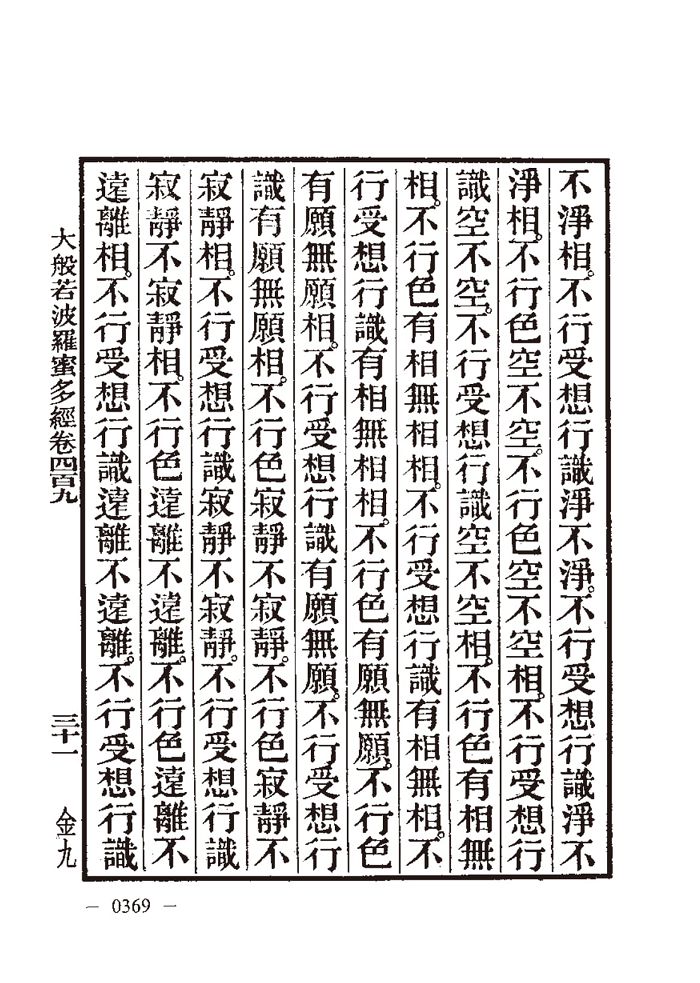 不淨相。不行受想行識淨不淨。不行受想行識淨不
淨相。不行色空不空。不行色空不空相。不行受想行
識空不空。不行受想行識空不空相。不行色有相無
相。不行色有相無相相。不行受想行識有相無相。不
行受想行識有相無相相。不行色有願無願。不行色
有願無願相。不行受想行識有願無願。不行受想行
識有願無願相。不行色寂靜不寂靜。不行色寂靜不
寂靜相。不行受想行識寂靜不寂靜。不行受想行識
寂靜不寂靜相。不行色遠離不遠離。不行色遠離不
遠離相。不行受想行識遠離不遠離。不行受想行識
大般若波羅蜜多經卷四百九 三十一 金九
— 0369 —